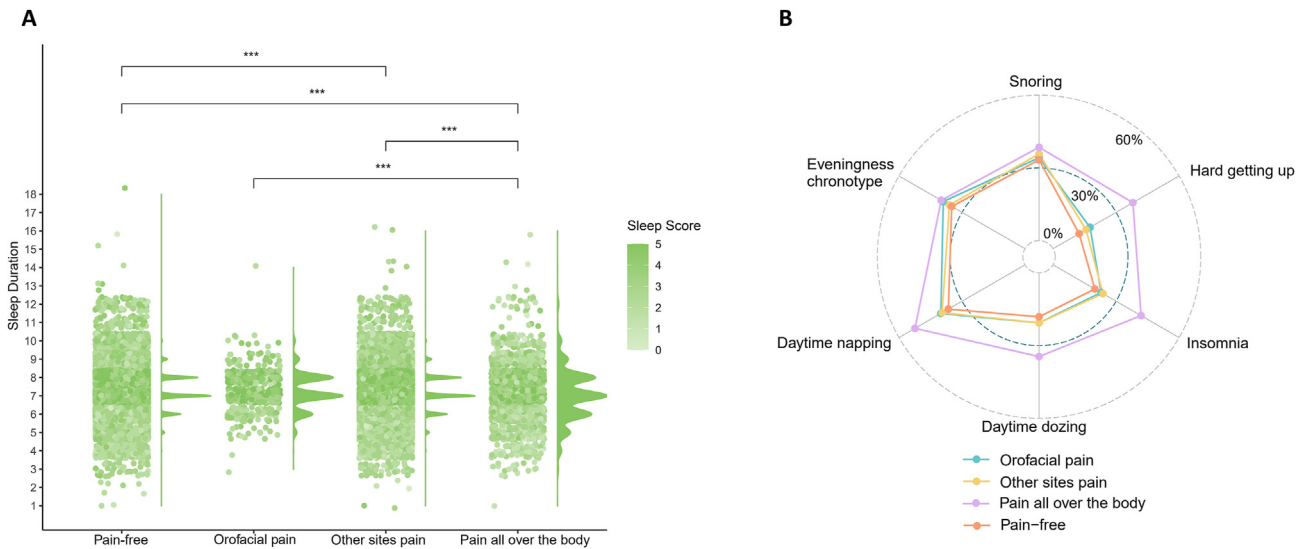 A
***
***
***
***
Sleep Duration
18
17
16
15
14
13
12
11
10
9
8
7
6
5
4
3
2
1
Pain-free
Orofacial pain
Other sites pain
Pain all over the body
Sleep Score
5
4
3
2
1
0
B
Snoring
60%
Eveningness
chronotype
Hard getting up
30%
0%
Daytime napping
Insomnia
Daytime dozing
Orofacial pain
Other sites pain
Pain all over the body
Pain−free